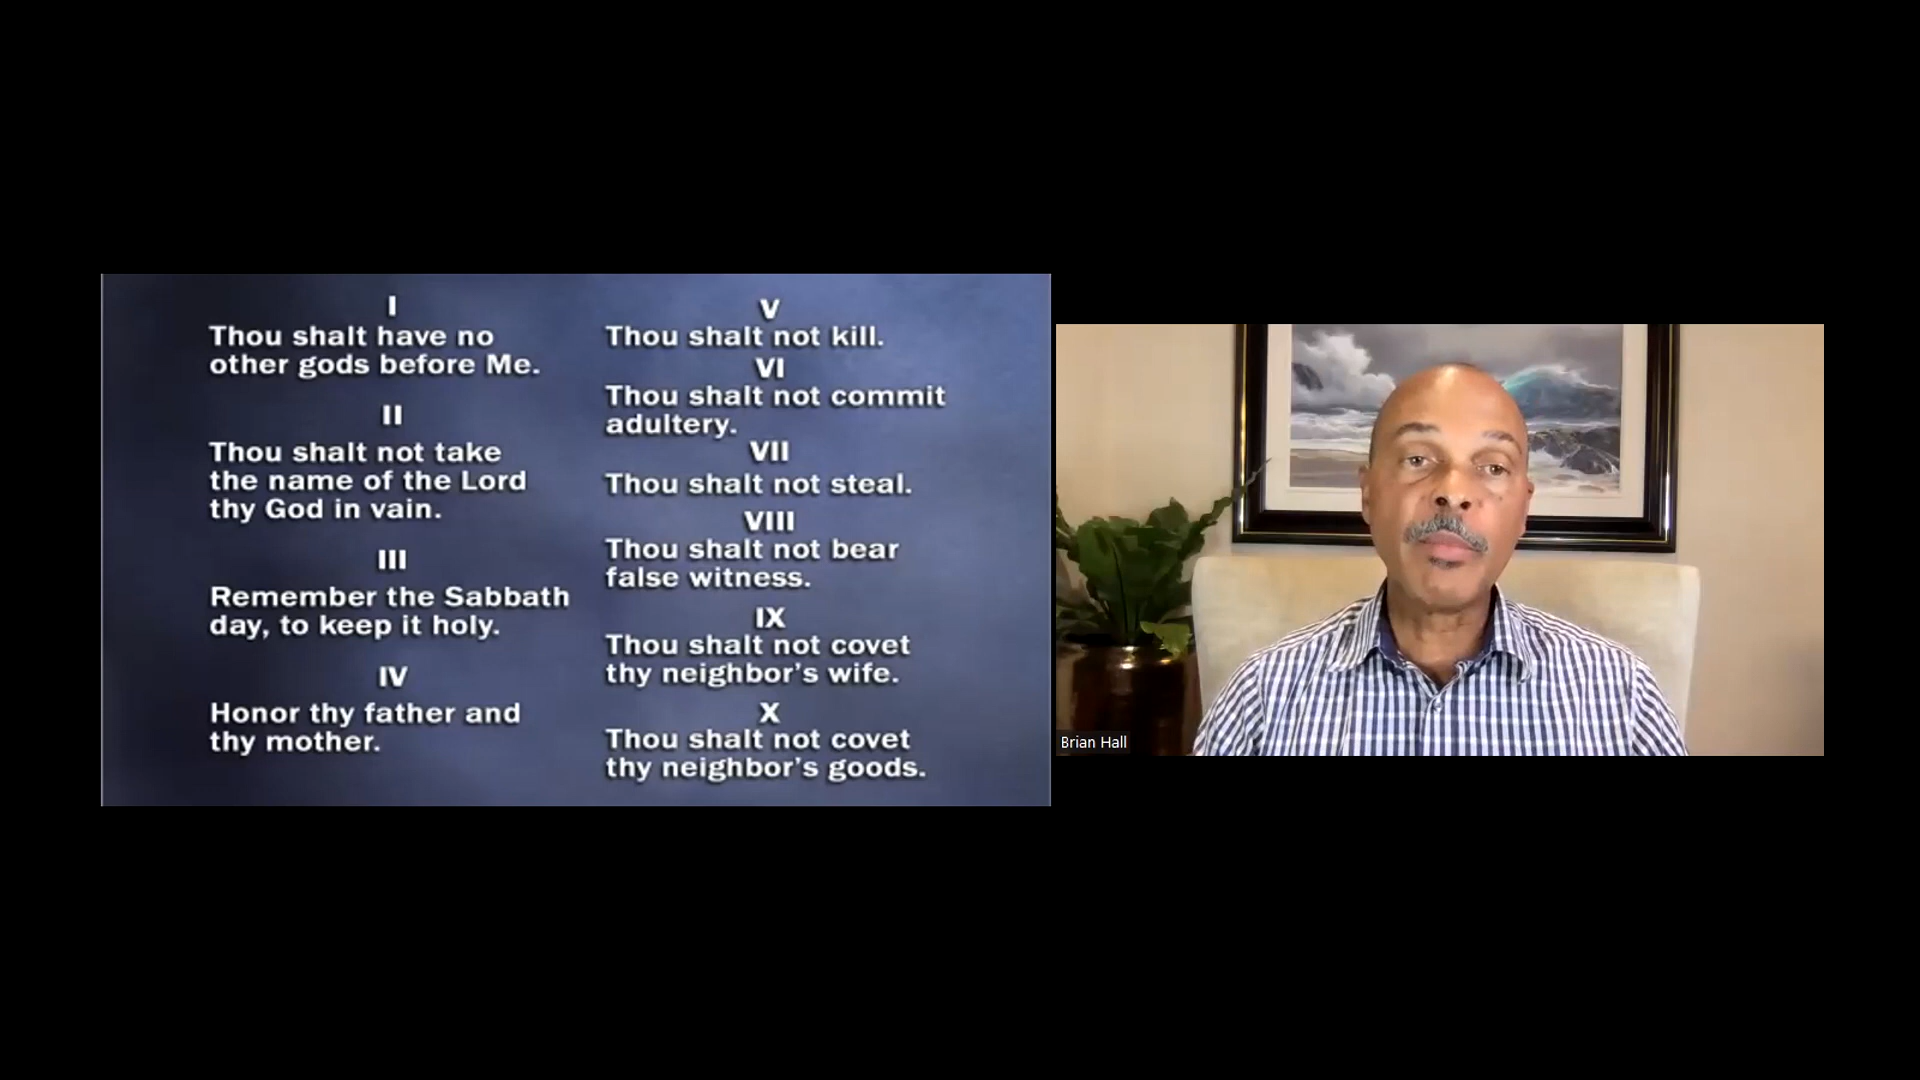 I
Thou shalt have no
other gods before Me.
II
Thou shalt not take
the name of the Lord
thy God in vain.
III
Remember the Sabbath
day, to keep it holy.
IV
Honor thy father and
thy mother.
V
Thou shalt not kill.
VI
Thou shalt not commit
adultery.
VII
Thou shalt not steal.
VIII
Thou shalt not bear
false witness.
IX
Thou shalt not covet
thy neighbor’s wife.
X
Thou shalt not covet
thy neighbor’s goods.
Brian Hall